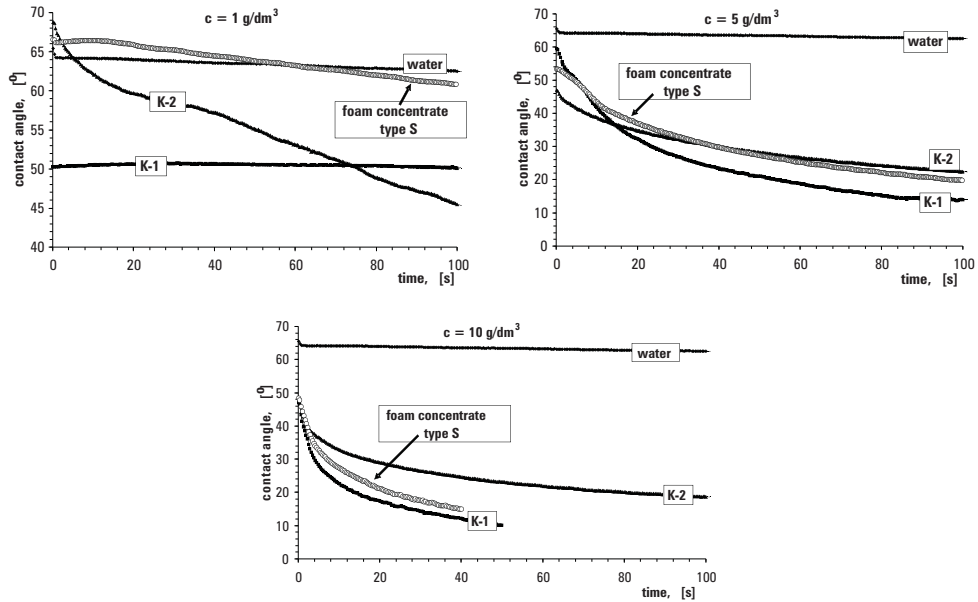 c = 1 g/dm³
contact angle, [º]
70
65
60
55
50
45
40
water
K-2
foam concentrate
type S
K-1
0 20 40 60 80 100
time, [s]
c = 5 g/dm³
contact angle, [º]
70
60
50
40
30
20
10
0
water
foam concentrate
type S
K-2
K-1
0 20 40 60 80 100
time, [s]
c = 10 g/dm³
contact angle, [º]
70
60
50
40
30
20
10
0
water
foam concentrate
type S
K-2
K-1
0 20 40 60 80 100
time, [s]